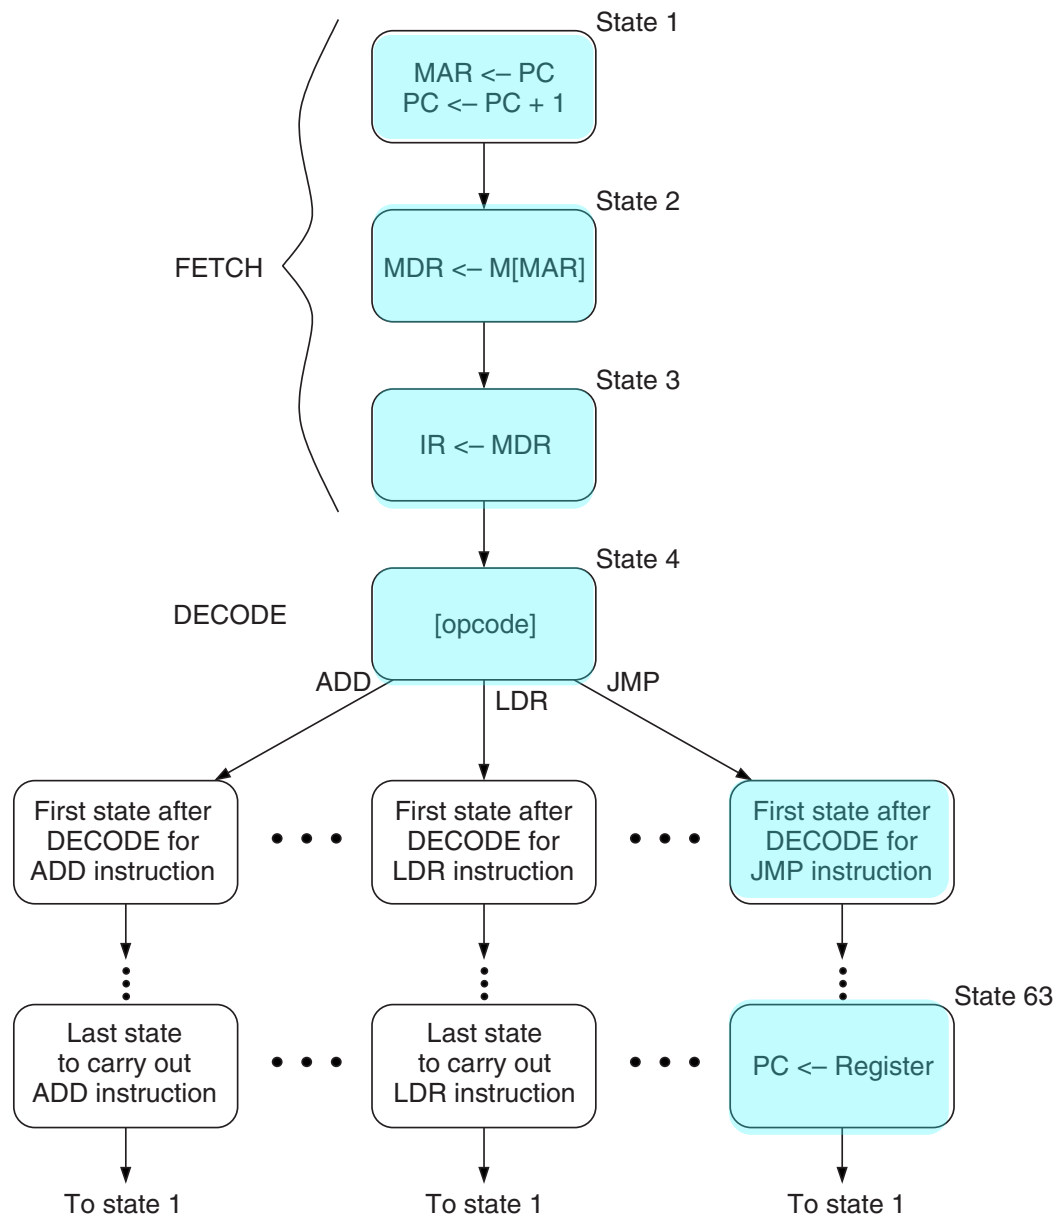 State 1
MAR <– PC
PC <– PC + 1
State 2
FETCH
MDR <– M[MAR]
State 3
IR <– MDR
State 4
DECODE
[opcode]
ADD
LDR
JMP
First state after
DECODE for
ADD instruction
First state after
DECODE for
LDR instruction
First state after
DECODE for
JMP instruction
State 63
Last state
to carry out
ADD instruction
Last state
to carry out
LDR instruction
PC <– Register
To state 1
To state 1
To state 1